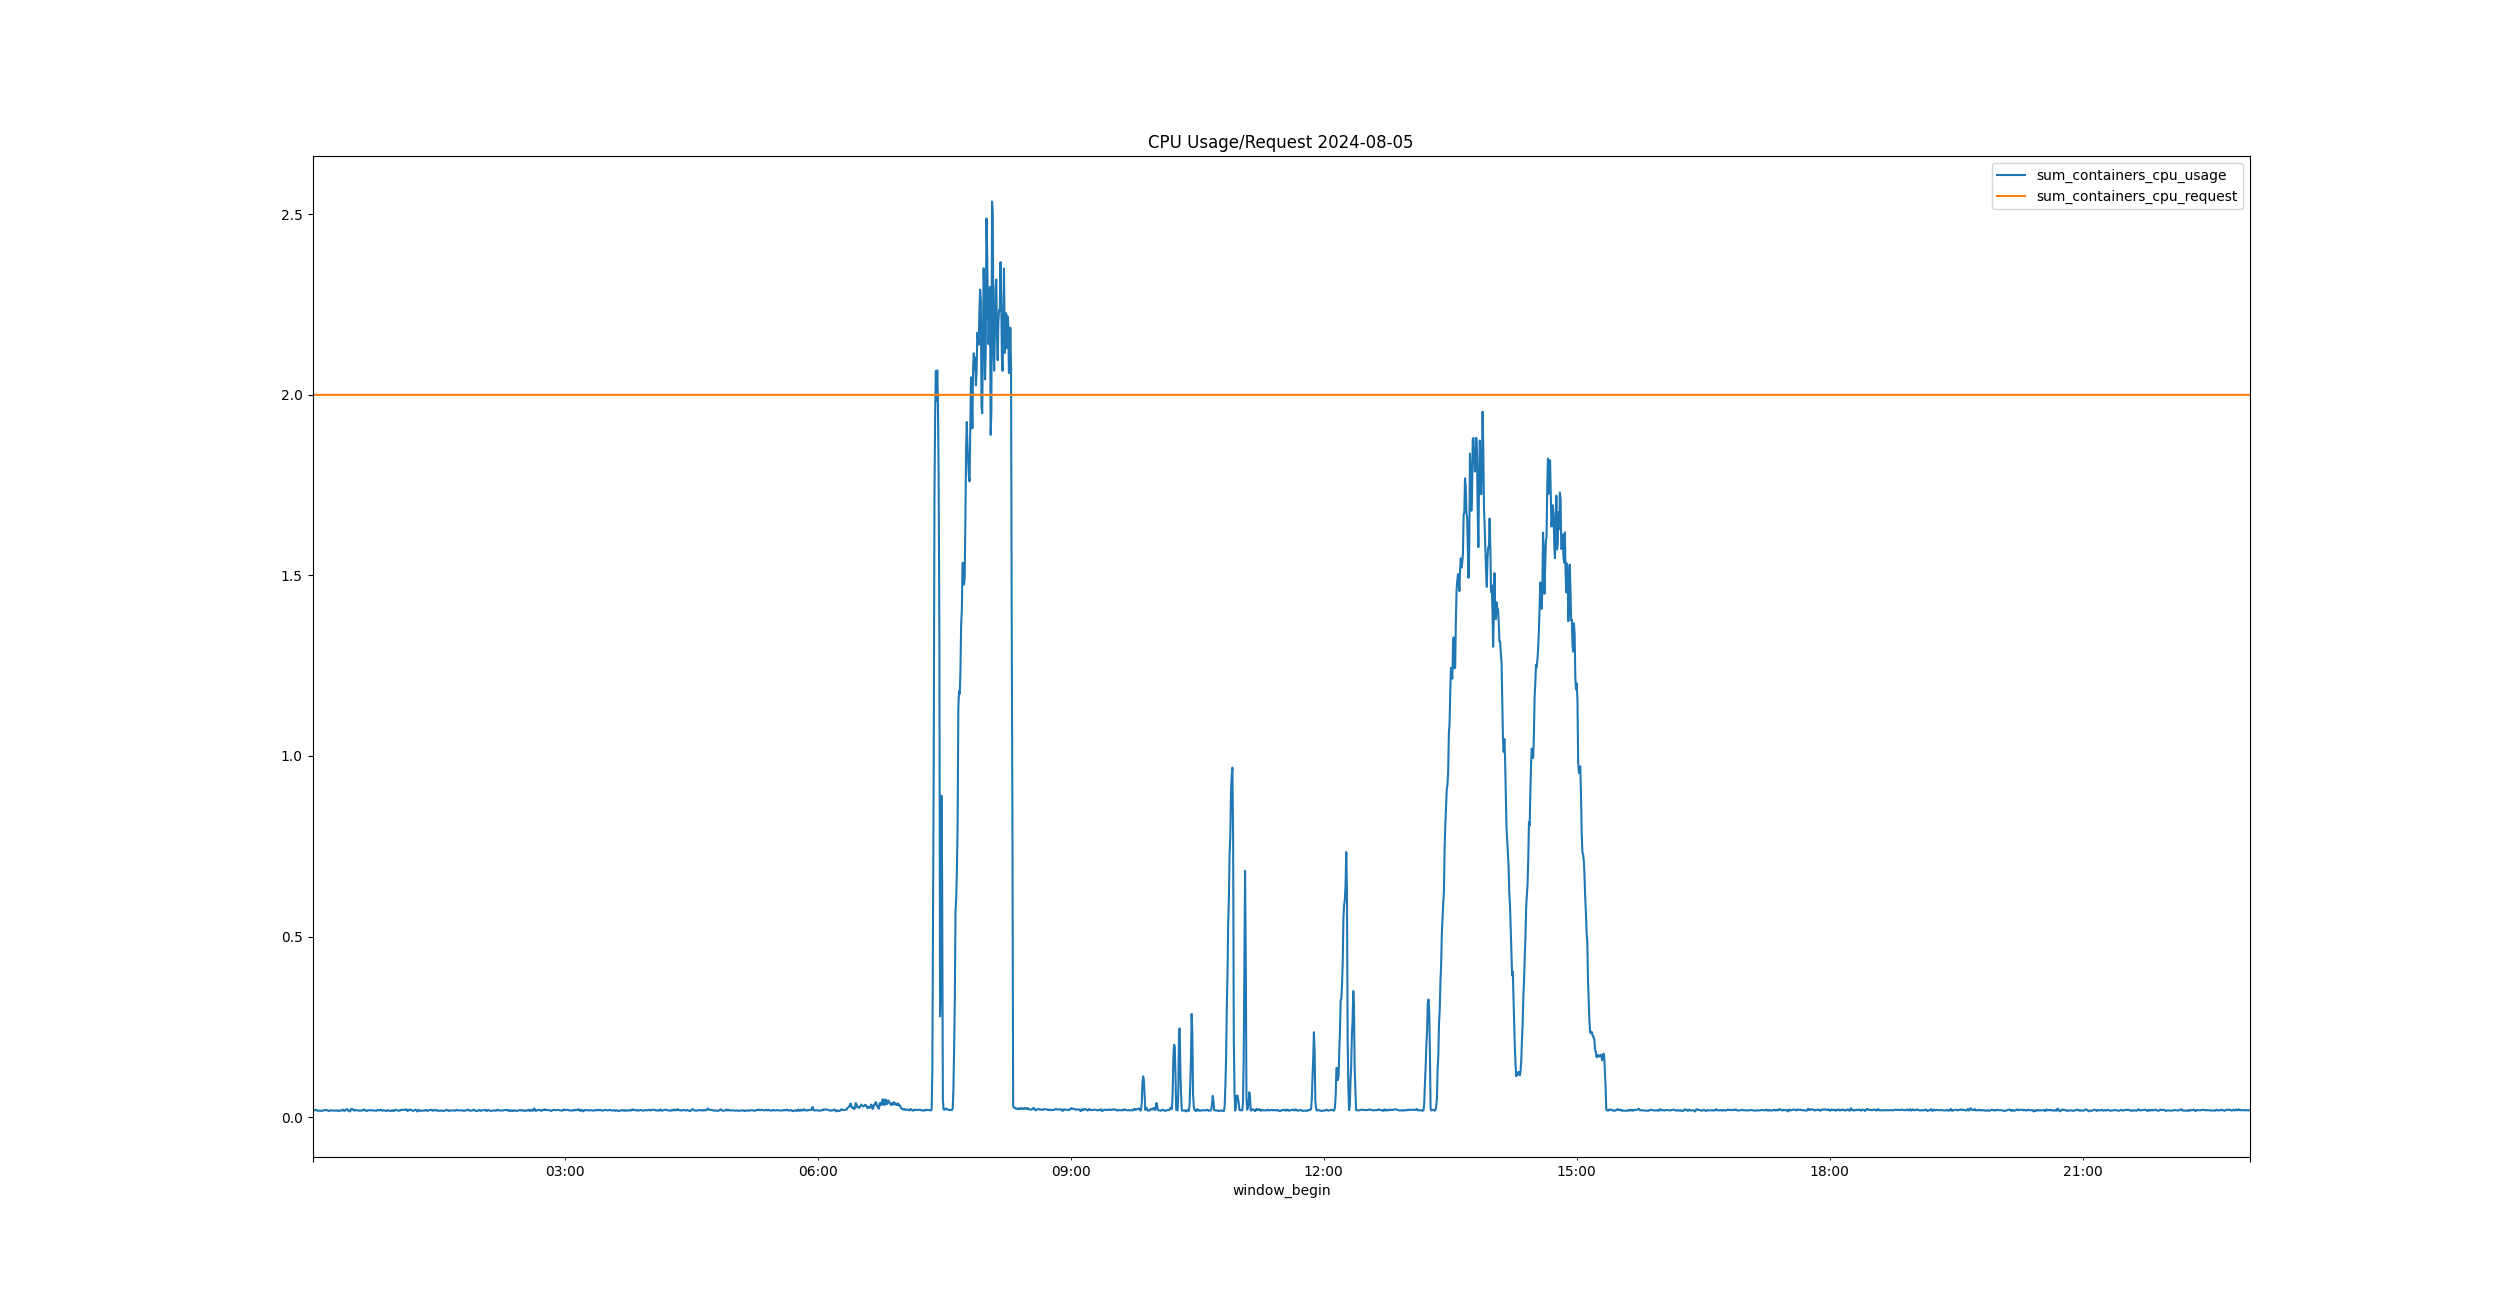 CPU Usage/Request 2024-08-05
sum_containers_cpu_usage
sum_containers_cpu_request
2.5
2.0
1.5
1.0
0.5
0.0
03:00 06:00 09:00 12:00 15:00 18:00 21:00
window_begin